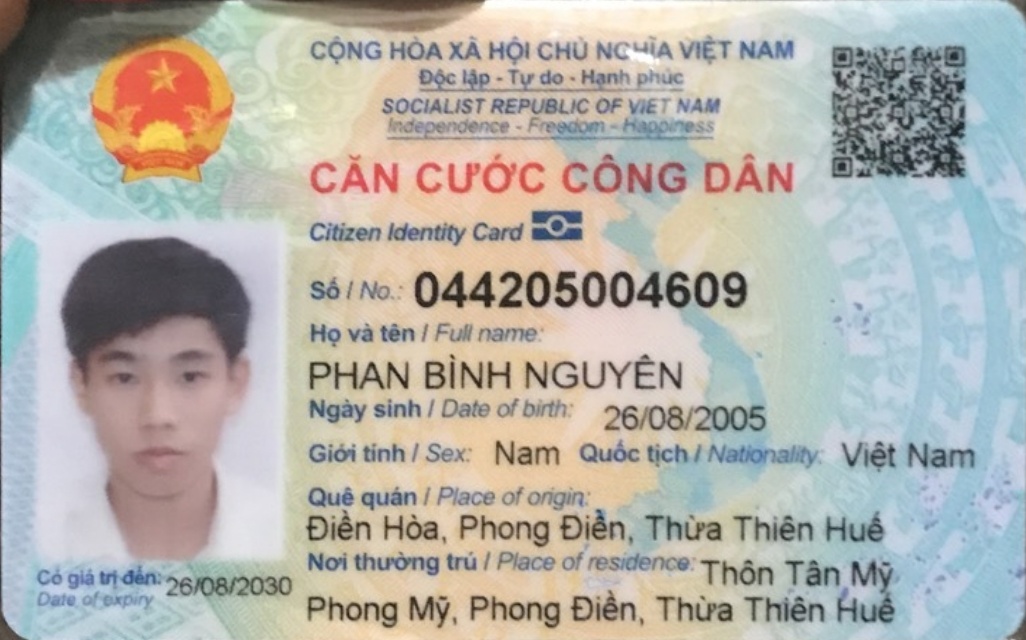 CỘNG HÒA XÃ HỘI CHỦ NGHĨA VIỆT NAM
Độc lập - Tự do - Hạnh phúc
SOCIALIST REPUBLIC OF VIET NAM
Independence - Freedom - Happiness
CĂN CƯỚC CÔNG DÂN
Citizen Identity Card
Số / No.: 044205004609
Họ và tên / Full name:
PHAN BÌNH NGUYÊN
Ngày sinh / Date of birth: 26/08/2005
Giới tính / Sex: Nam Quốc tịch / Nationality: Việt Nam
Quê quán / Place of origin:
Điền Hòa, Phong Điền, Thừa Thiên Huế
Nơi thường trú / Place of residence: Thôn Tân Mỹ
Phong Mỹ, Phong Điền, Thừa Thiên Huế
Có giá trị đến: 26/08/2030
Date of expiry